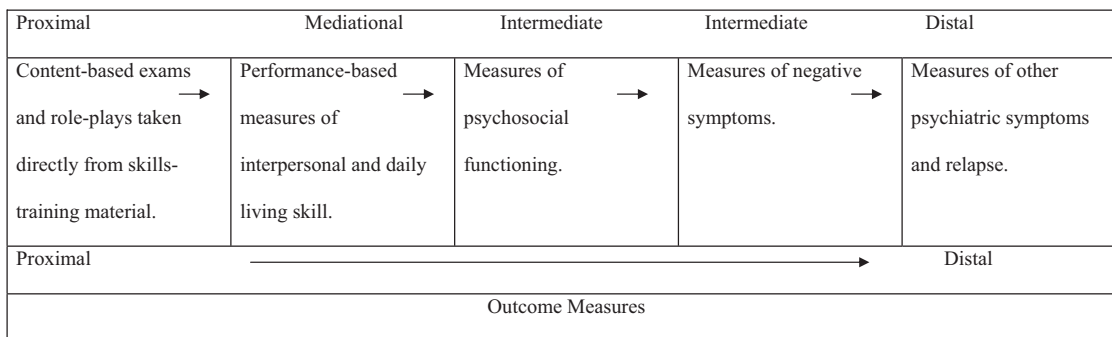 Proximal Mediational Intermediate Intermediate Distal
Content-based exams
and role-plays taken
directly from skills-
training material.
Performance-based
measures of
interpersonal and daily
living skill.
Measures of
psychosocial
functioning.
Measures of negative
symptoms.
Measures of other
psychiatric symptoms
and relapse.
Proximal Distal
Outcome Measures